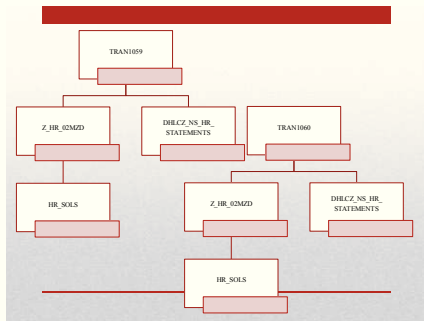 TRAN1059
Z_HR_02MZD
DHLCZ_NS_HR_
STATEMENTS
TRAN1060
HR_SOLS
Z_HR_02MZD
DHLCZ_NS_HR_
STATEMENTS
HR_SOLS